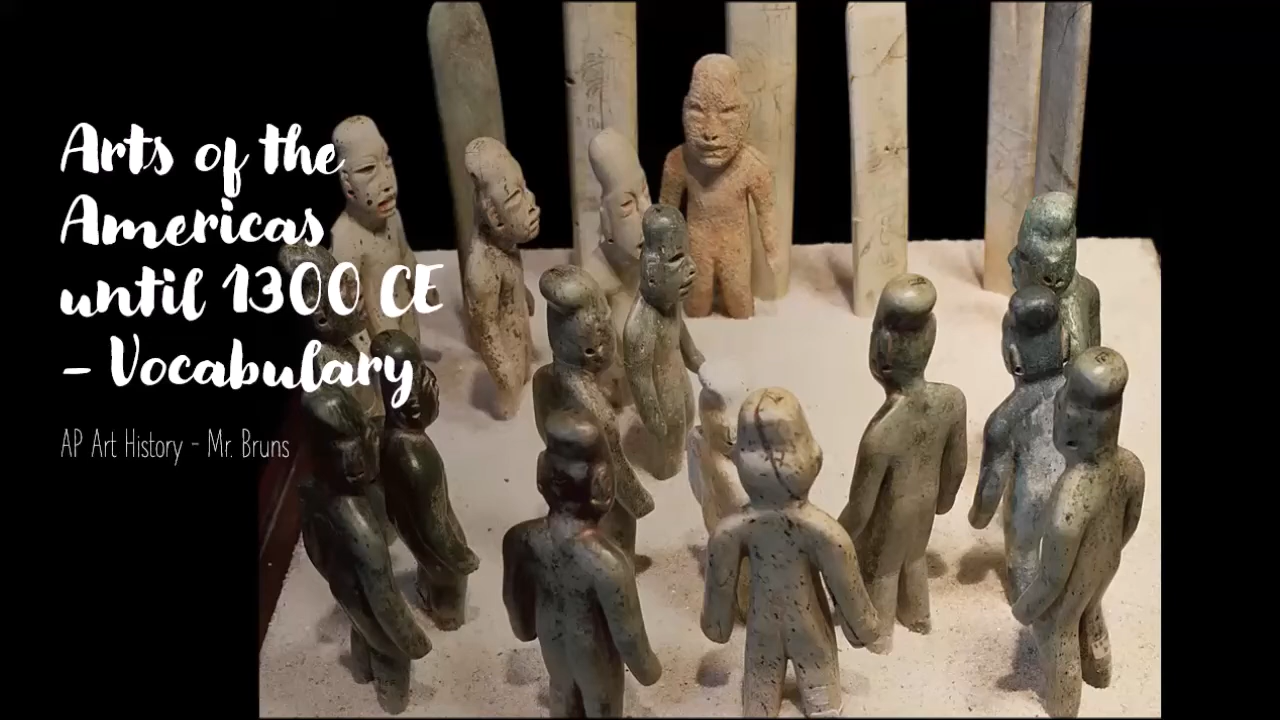 Arts of the
Americas
until 1300 CE
- Vocabulary
AP Art History - Mr. Bruns